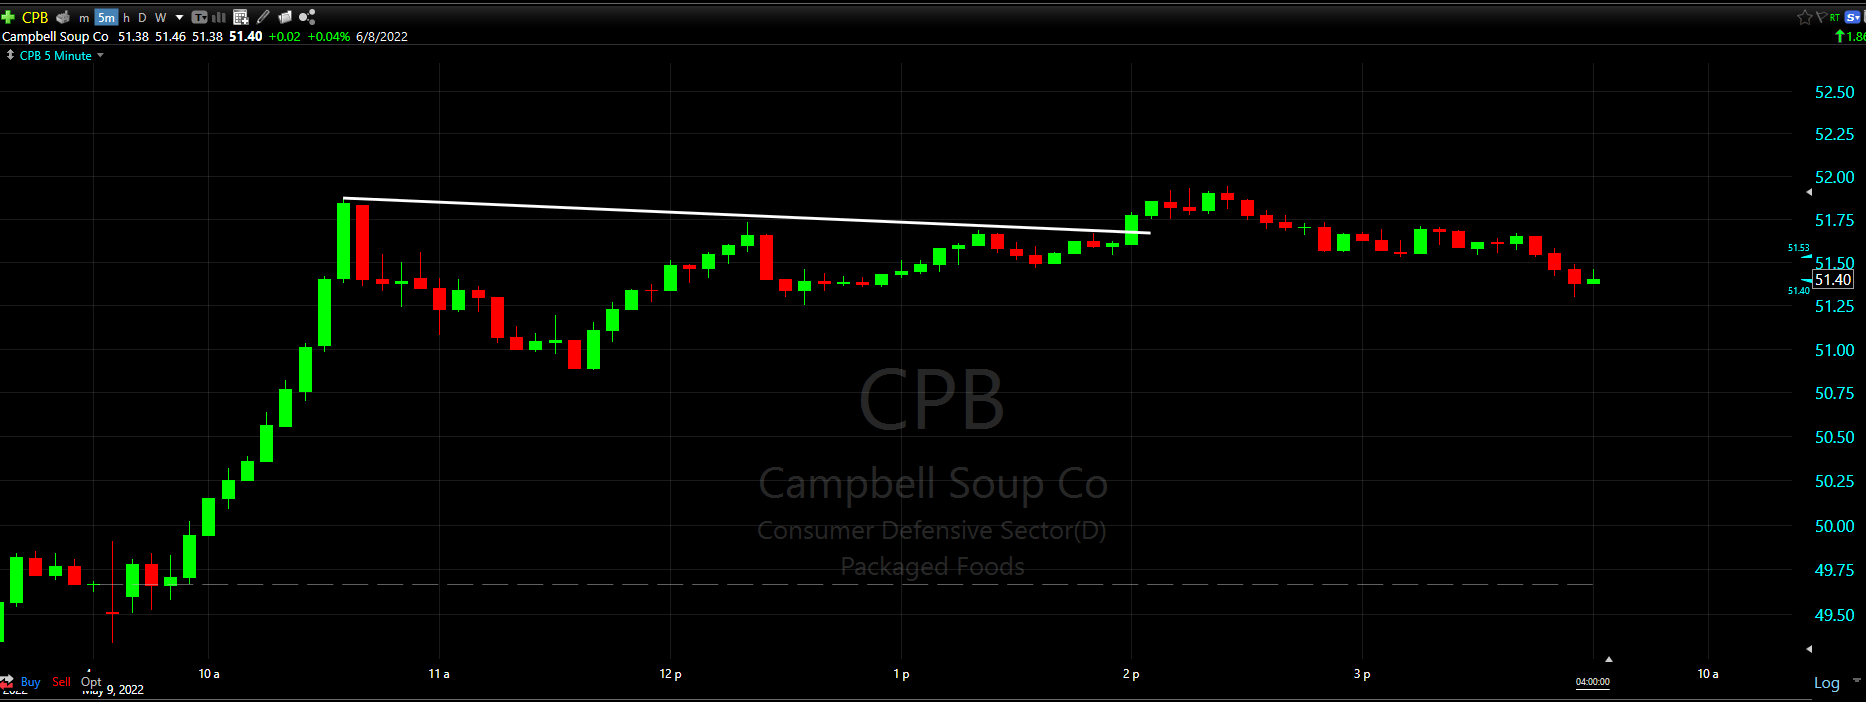 CPB m 5m h D W T RT S
Campbell Soup Co 51.38 51.46 51.38 51.40 +0.02 +0.04% 6/8/2022
1.86
CPB 5 Minute
52.50
52.25
52.00
51.75
51.53
51.50
51.40
51.40
51.25
51.00
50.75
50.50
50.25
50.00
49.75
49.50
CPB
Campbell Soup Co
Consumer Defensive Sector(D)
Packaged Foods
10 a 11 a 12 p 1 p 2 p 3 p 10 a
04:00:00
Buy Sell Opt
Log
2022 May 9, 2022